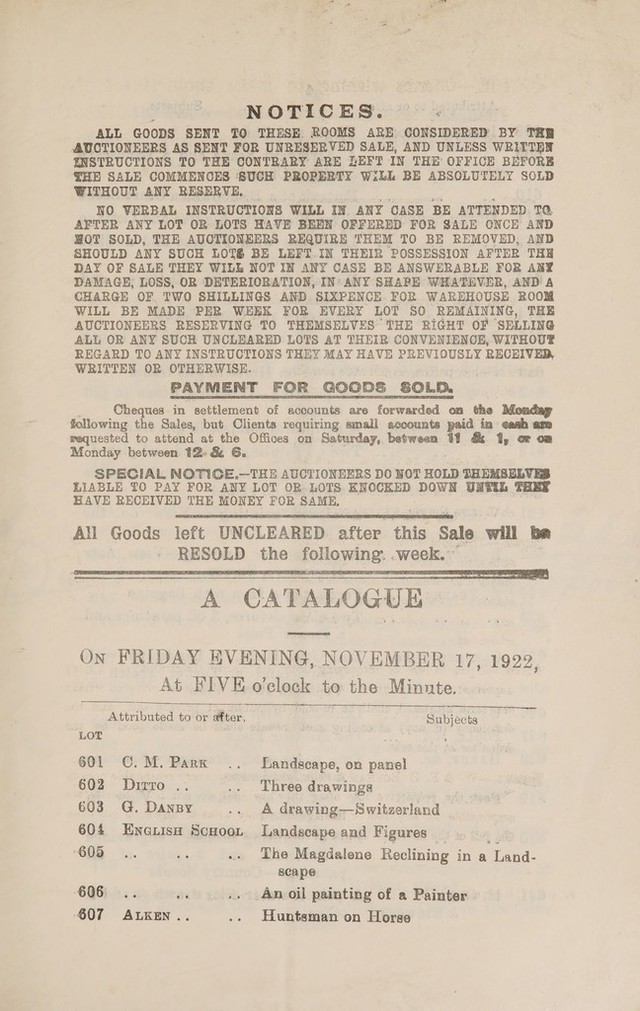 NOTICES.
ALL GOODS SENT TO THESE ROOMS ARE CONSIDERED BY THE
AUCTIONEERS AS SENT FOR UNRESERVED SALE, AND UNLESS WRITTEN
INSTRUCTIONS TO THE CONTRARY ARE LEFT IN THE OFFICE BEFORE
THE SALE COMMENCES SUCH PROPERTY WILL BE ABSOLUTELY SOLD
WITHOUT ANY RESERVE.
NO VERBAL INSTRUCTIONS WILL IN ANY CASE BE ATTENDED TO
AFTER ANY LOT OR LOTS HAVE BEEN OFFERED FOR SALE ONCE AND
NOT SOLD, THE AUCTIONEERS REQUIRE THEM TO BE REMOVED, AND
SHOULD ANY SUCH LOTS BE LEFT IN THEIR POSSESSION AFTER THE
DAY OF SALE THEY WILL NOT IN ANY CASE BE ANSWERABLE FOR ANY
DAMAGE, LOSS, OR DETERIORATION, IN ANY SHAPE WHATEVER, AND A
CHARGE OF TWO SHILLINGS AND SIXPENCE FOR WAREHOUSE ROOM
WILL BE MADE PER WEEK FOR EVERY LOT SO REMAINING, THE
AUCTIONEERS RESERVING TO THEMSELVES THE RIGHT OF SELLING
ALL OR ANY SUCH UNCLEARED LOTS AT THEIR CONVENIENCE, WITHOUT
REGARD TO ANY INSTRUCTIONS THEY MAY HAVE PREVIOUSLY RECEIVED,
WRITTEN OR OTHERWISE.
PAYMENT FOR GOODS SOLD.
Cheques in settlement of accounts are forwarded on the Monday
following the Sales, but Clients requiring small accounts paid in cash are
requested to attend at the Offices on Saturday, between 11 & 1, or on
Monday between 12 & 6.
SPECIAL NOTICE.—THE AUCTIONEERS DO NOT HOLD THEMSELVES
LIABLE TO PAY FOR ANY LOT OR LOTS KNOCKED DOWN UNTIL THEY
HAVE RECEIVED THE MONEY FOR SAME.
All Goods left UNCLEARED after this Sale will be
RESOLD the following week.
A CATALOGUE
ON FRIDAY EVENING, NOVEMBER 17, 1922,
At FIVE o'clock to the Minute.
Attributed to or after. Subjects
LOT
601 C. M. PARK .. Landscape, on panel
602 DITTO .. .. Three drawings
603 G. DANBY .. A drawing—Switzerland
604 ENGLISH SCHOOL Landscape and Figures
605 .. .. .. The Magdalene Reclining in a Land-
scape
606 .. .. .. An oil painting of a Painter
607 ALKEN .. .. Huntsman on Horse